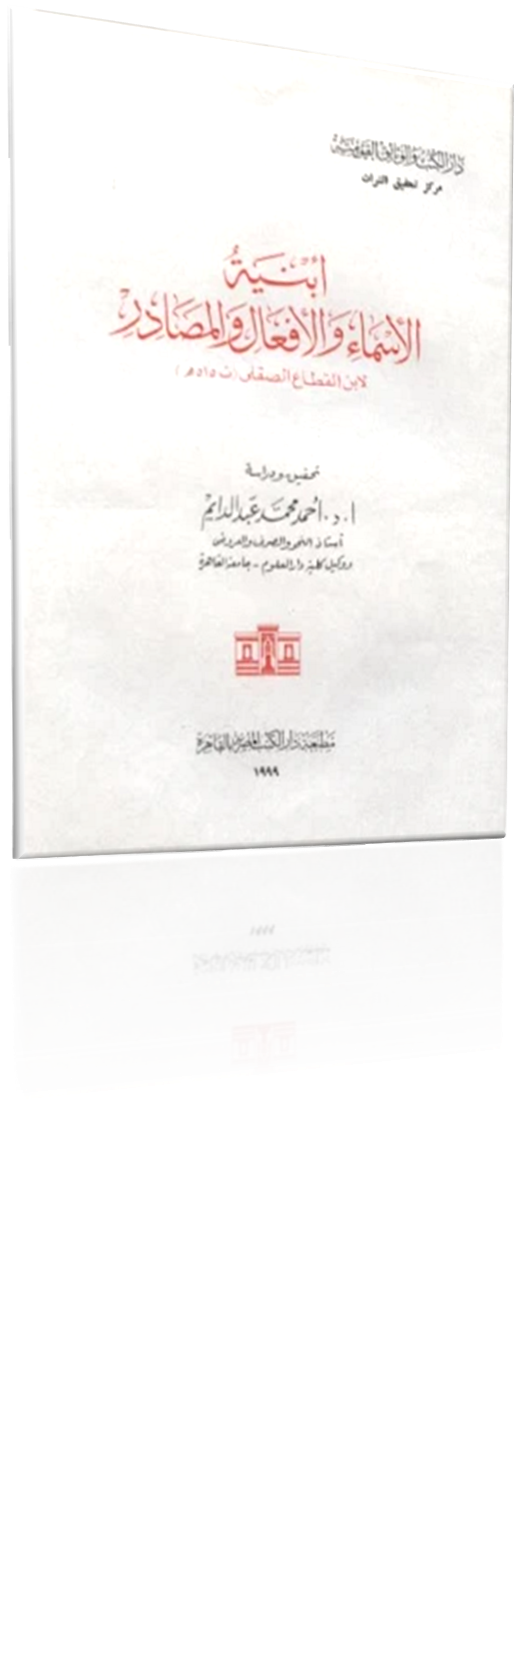 دار الكتب والوثائق القومية
مركز تحقيق التراث
أبنية
الأسماء والأفعال والمصادر
لابن القطاع الصقلى (ت ٥١٥ هـ)
تحقيق ودراسة
أ.د. أحمد محمد عبد الدايم
أستاذ النحو والصرف والعروض
ووكيل كلية دار العلوم - جامعة القاهرة
مطبعة دار الكتب المصرية بالقاهرة
١٩٩٩